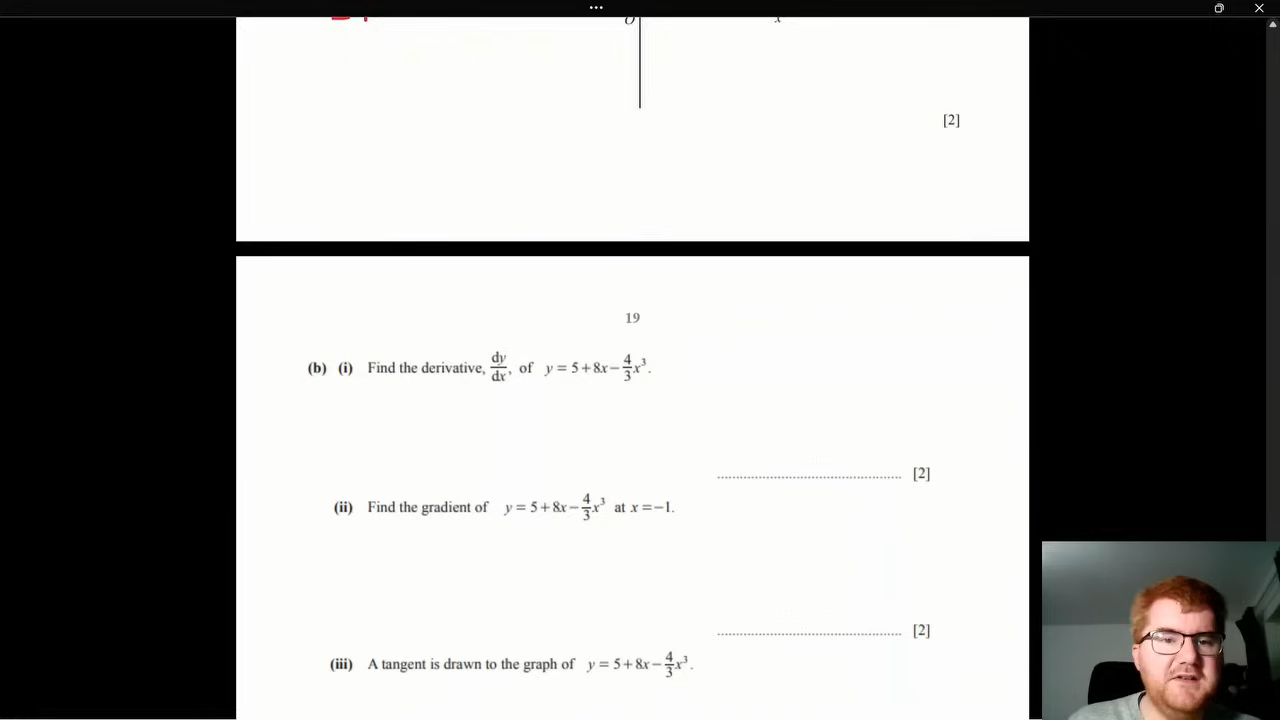 O
x
[2]
19
(b) (i) Find the derivative, dy/dx, of y = 5 + 8x − 4/3x³.
[2]
(ii) Find the gradient of y = 5 + 8x − 4/3x³ at x = −1.
[2]
(iii) A tangent is drawn to the graph of y = 5 + 8x − 4/3x³.